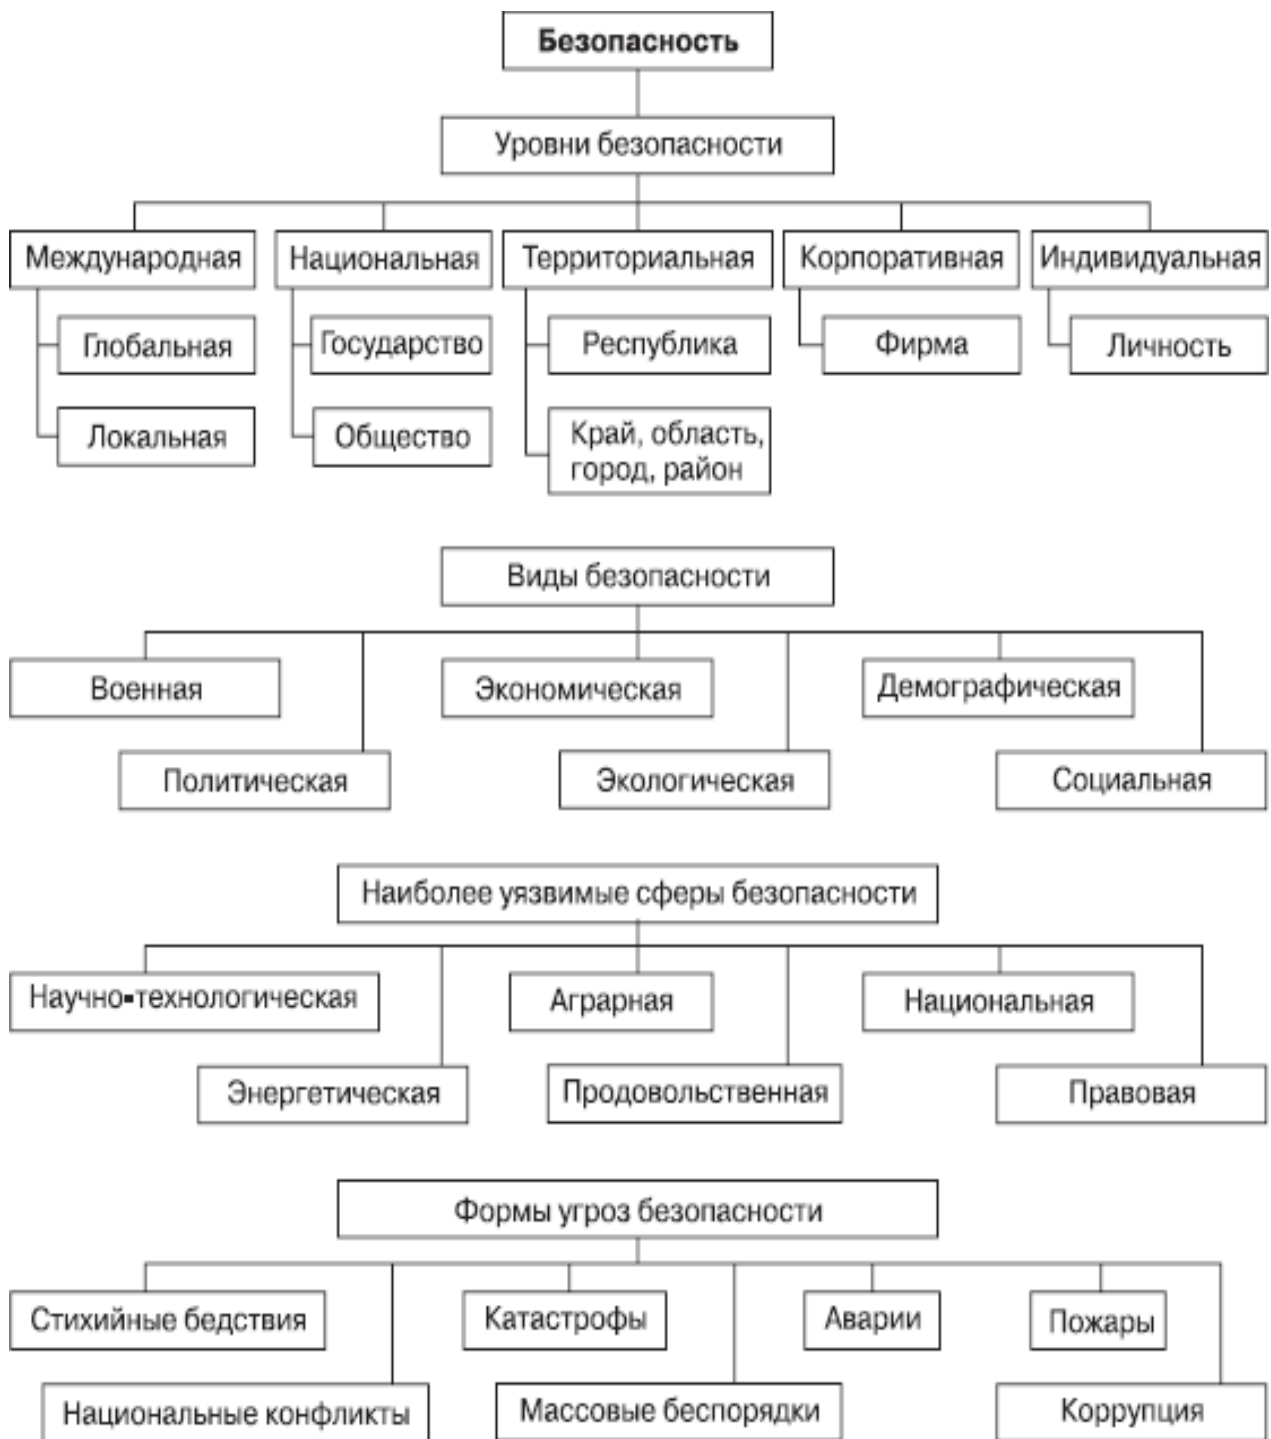 Безопасность
Уровни безопасности
Международная
Национальная
Территориальная
Корпоративная
Индивидуальная
Глобальная
Государство
Республика
Фирма
Личность
Локальная
Общество
Край, область,
город, район
Виды безопасности
Военная
Экономическая
Демографическая
Политическая
Экологическая
Социальная
Наиболее уязвимые сферы безопасности
Научно-технологическая
Аграрная
Национальная
Энергетическая
Продовольственная
Правовая
Формы угроз безопасности
Стихийные бедствия
Катастрофы
Аварии
Пожары
Национальные конфликты
Массовые беспорядки
Коррупция